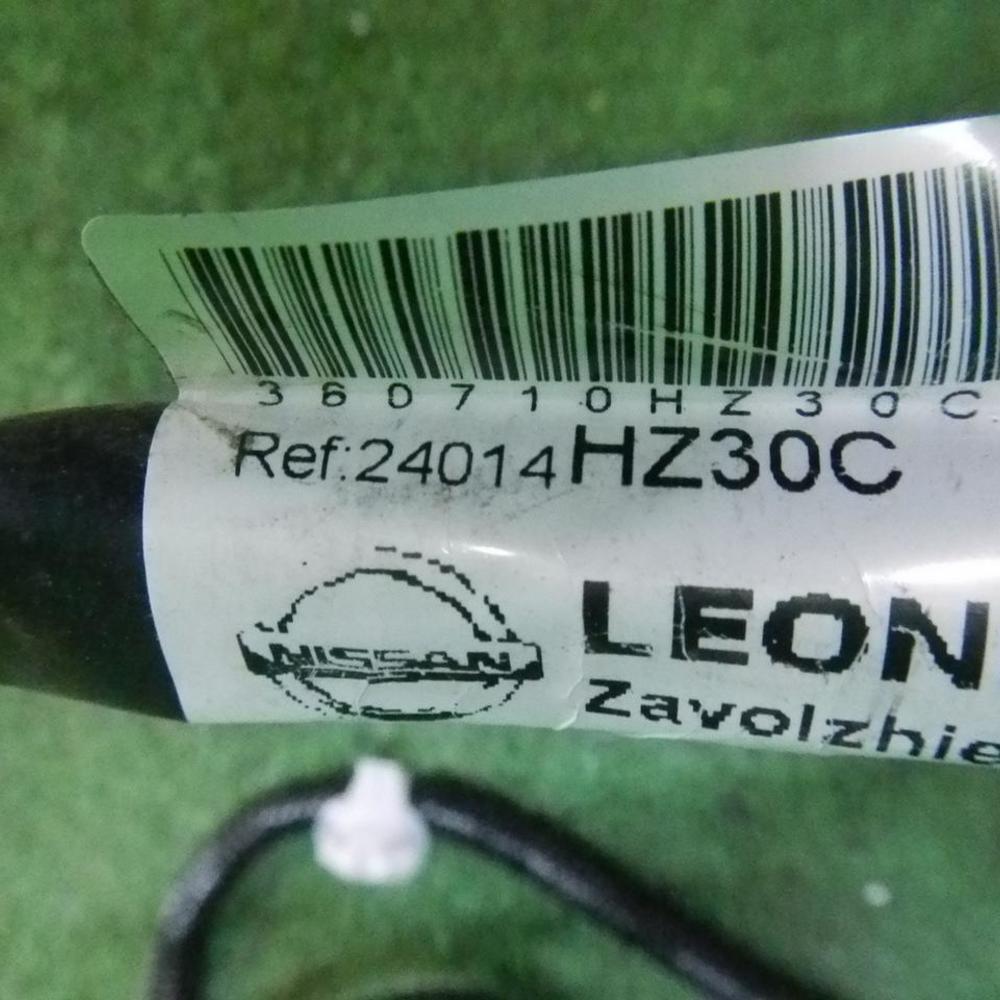 360710HZ30C
Ref:24014HZ30C
NISSAN
LEON
Zavolzhie